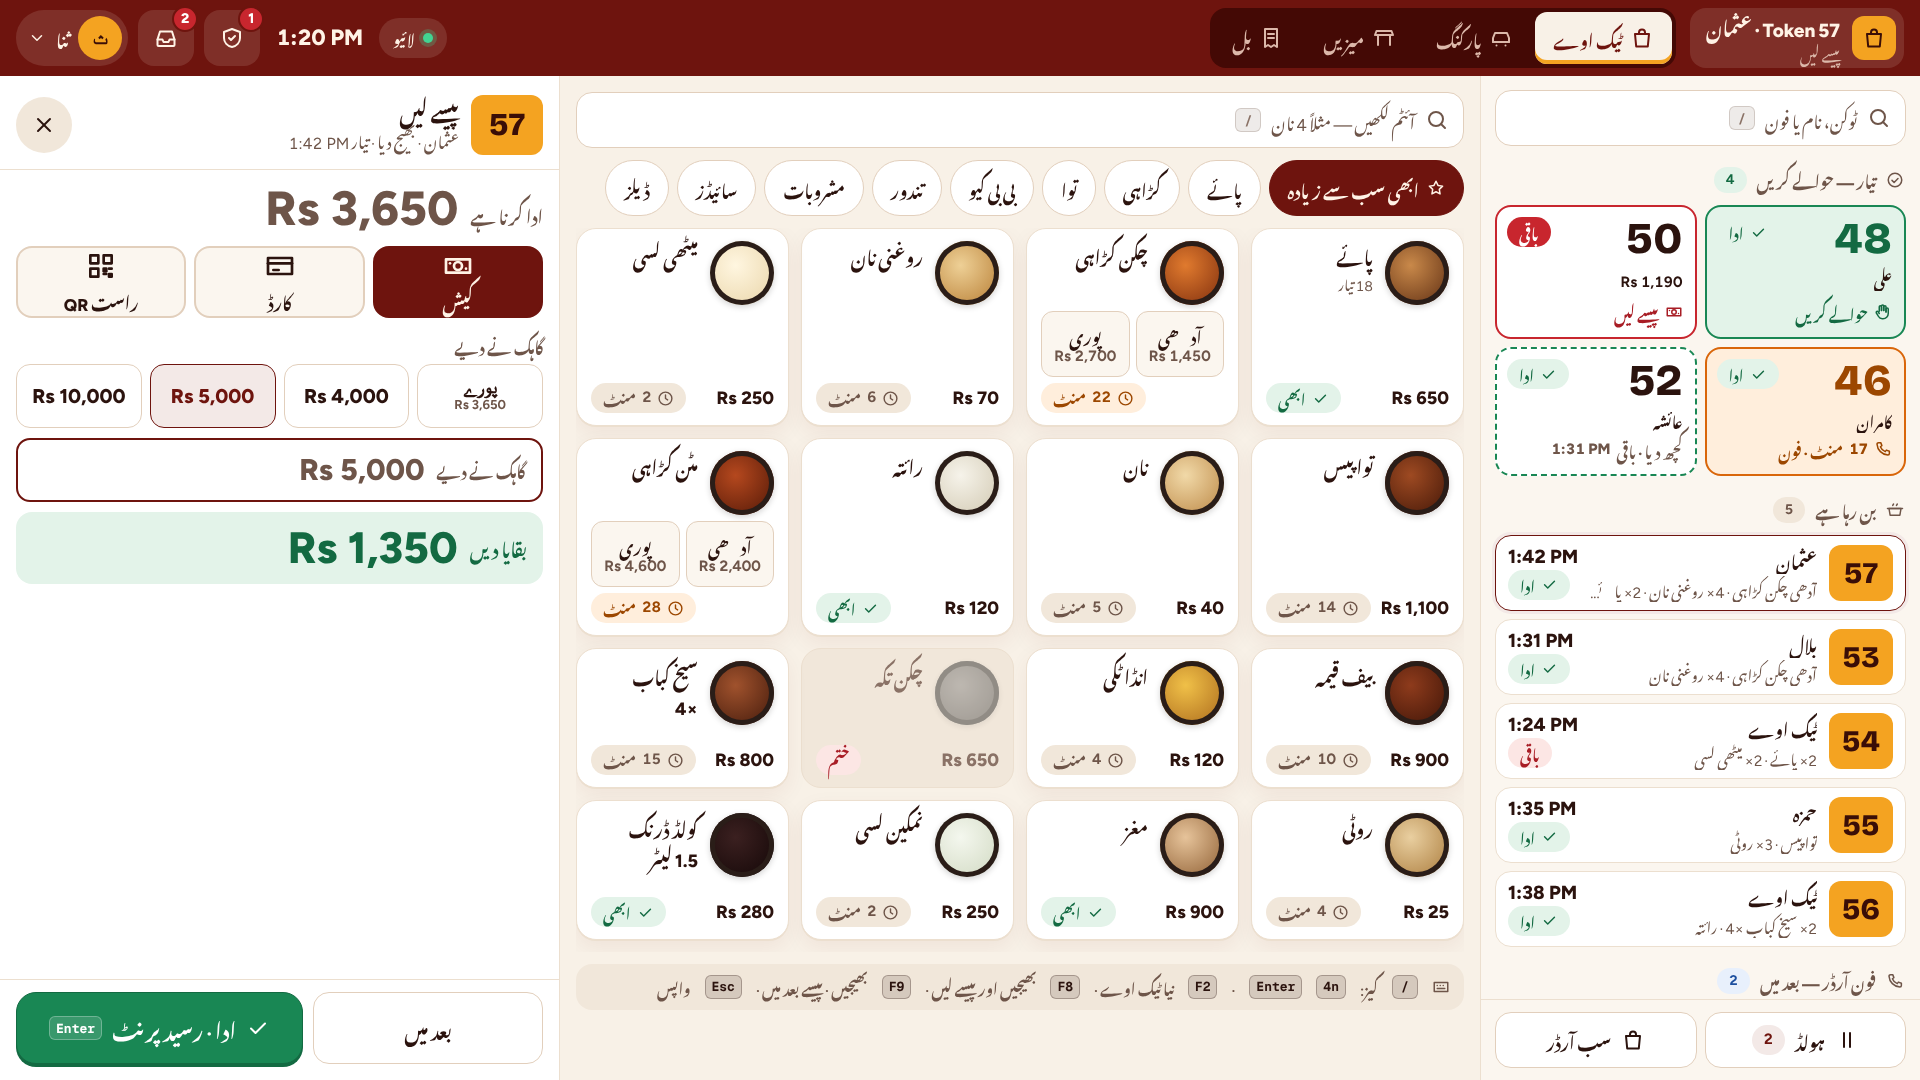 Token 57 · عثمان
پیسے لیں
ٹیک اوے
پارکنگ
میزیں
بل
لائیو
1:20 PM
1
2
ث
ثنا
ٹوکن، نام یا فون /
تیار — حوالے کریں 4
48
ادا
علی
حوالے کریں
50
باقی
Rs 1,190
پیسے لیں
46
ادا
کامران
17 منٹ · فون
52
ادا
عائشہ
کچھ دیا · باقی 1:31 PM
بن رہا ہے 5
57
عثمان
آدھی چکن کڑاہی · 4× روغنی نان · 2×
1:42 PM
ادا
53
بلال
آدھی چکن کڑاہی · 4× روغنی نان
1:31 PM
ادا
54
ٹیک اوے
2× پائے · 2× میٹھی لسی
1:24 PM
باقی
55
حمزہ
توا پیس · 3× روٹی
1:35 PM
ادا
56
ٹیک اوے
2× سیخ کباب ×4 · رائتہ
1:38 PM
ادا
فون آرڈر — بعد میں 2
ہولڈ 2
سب آرڈر
آئٹم لکھیں — مثلاً 4 نان /
ابھی سب سے زیادہ
پائے
کڑاہی
توا
بی بی کیو
تندور
مشروبات
سائیڈز
ڈیلز
پائے
18 تیار
Rs 650
ابھی
چکن کڑاہی
آدھی
Rs 1,450
پوری
Rs 2,700
22 منٹ
روغنی نان
Rs 70
6 منٹ
میٹھی لسی
Rs 250
2 منٹ
توا پیس
Rs 1,100
14 منٹ
نان
Rs 40
5 منٹ
رائتہ
Rs 120
ابھی
مٹن کڑاہی
آدھی
Rs 2,400
پوری
Rs 4,600
28 منٹ
بیف قیمہ
Rs 900
10 منٹ
انڈا ٹکی
Rs 120
4 منٹ
چکن تکہ
Rs 650
ختم
سیخ کباب
4×
Rs 800
15 منٹ
روٹی
Rs 25
4 منٹ
مغز
Rs 900
ابھی
نمکین لسی
Rs 250
2 منٹ
کولڈ ڈرنک
1.5 لیٹر
Rs 280
ابھی
کیز: / 4n Enter · F2 نیا ٹیک اوے · F8 بھیجیں اور پیسے لیں · F9 بھیجیں · پیسے بعد میں · Esc واپس
57
پیسے لیں
عثمان · بھیج دیا · تیار 1:42 PM
ادا کرنا ہے Rs 3,650
کیش
کارڈ
راست QR
گاہک نے دیے
پورے
Rs 3,650
Rs 4,000
Rs 5,000
Rs 10,000
گاہک نے دیے Rs 5,000
بقایا دیں Rs 1,350
بعد میں
ادا · رسید پرنٹ Enter